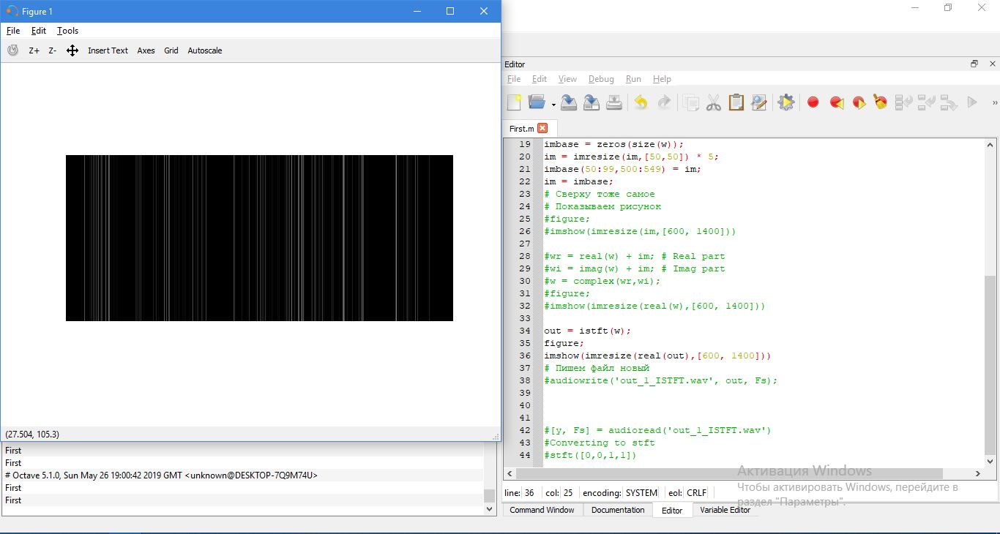 Figure 1
File Edit Tools
Z+ Z- Insert Text Axes Grid Autoscale
(27.504, 105.3)
First
First
# Octave 5.1.0, Sun May 26 19:00:42 2019 GMT <unknown@DESKTOP-7Q9M74U>
First
First
Editor
File Edit View Debug Run Help
»
First.m
19 imbase = zeros(size(w));
20 im = imresize(im,[50,50]) * 5;
21 imbase(50:99,500:549) = im;
22 im = imbase;
23 # Сверху тоже самое
24 # Показываем рисунок
25 #figure;
26 #imshow(imresize(im,[600, 1400]))
27
28 #wr = real(w) + im; # Real part
29 #wi = imag(w) + im; # Imag part
30 #w = complex(wr,wi);
31 #figure;
32 #imshow(imresize(real(w),[600, 1400]))
33
34 out = istft(w);
35 figure;
36 imshow(imresize(real(out),[600, 1400]))
37 # Пишем файл новый
38 #audiowrite('out_1_ISTFT.wav', out, Fs);
39
40
41
42 #[y, Fs] = audioread('out_1_ISTFT.wav')
43 #Converting to stft
44 #stft([0,0,1,1])
Активация Windows
Чтобы активировать Windows, перейдите в
раздел "Параметры".
line: 36 col: 25 encoding: SYSTEM eol: CRLF
Command Window Documentation Editor Variable Editor